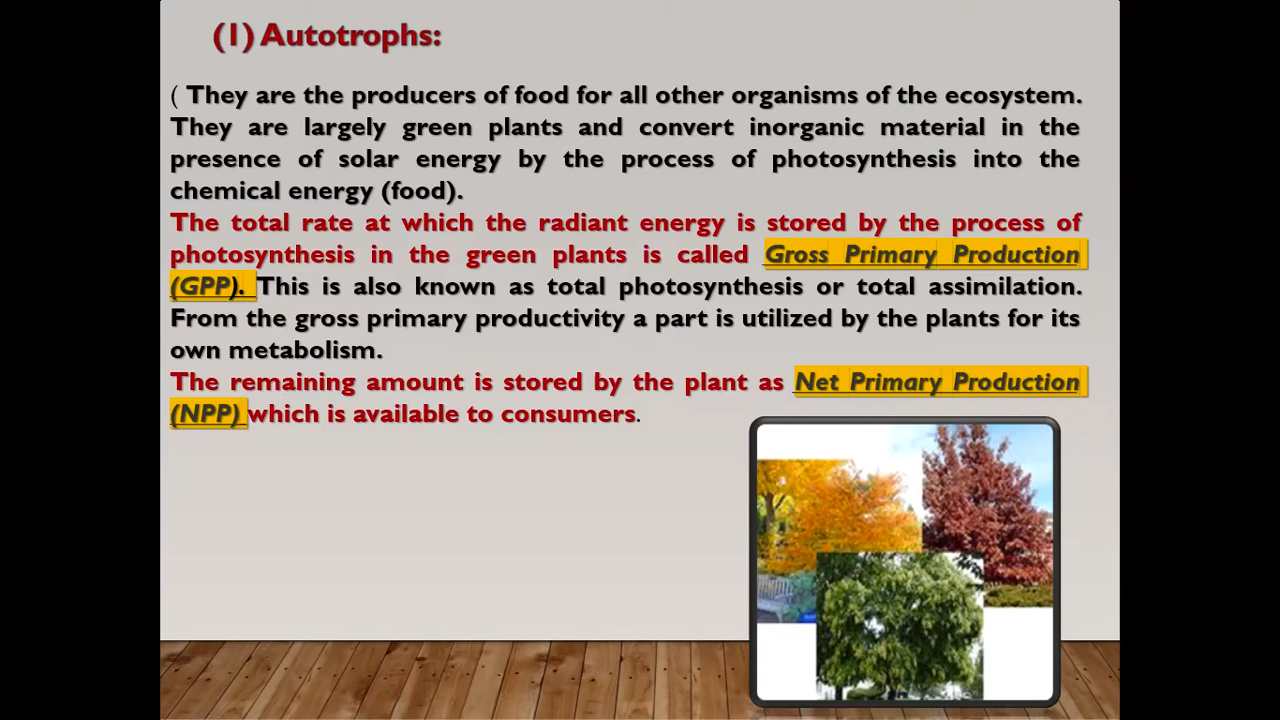 (1) Autotrophs:
( They are the producers of food for all other organisms of the ecosystem.
They are largely green plants and convert inorganic material in the
presence of solar energy by the process of photosynthesis into the
chemical energy (food).
The total rate at which the radiant energy is stored by the process of
photosynthesis in the green plants is called Gross Primary Production
(GPP). This is also known as total photosynthesis or total assimilation.
From the gross primary productivity a part is utilized by the plants for its
own metabolism.
The remaining amount is stored by the plant as Net Primary Production
(NPP) which is available to consumers.